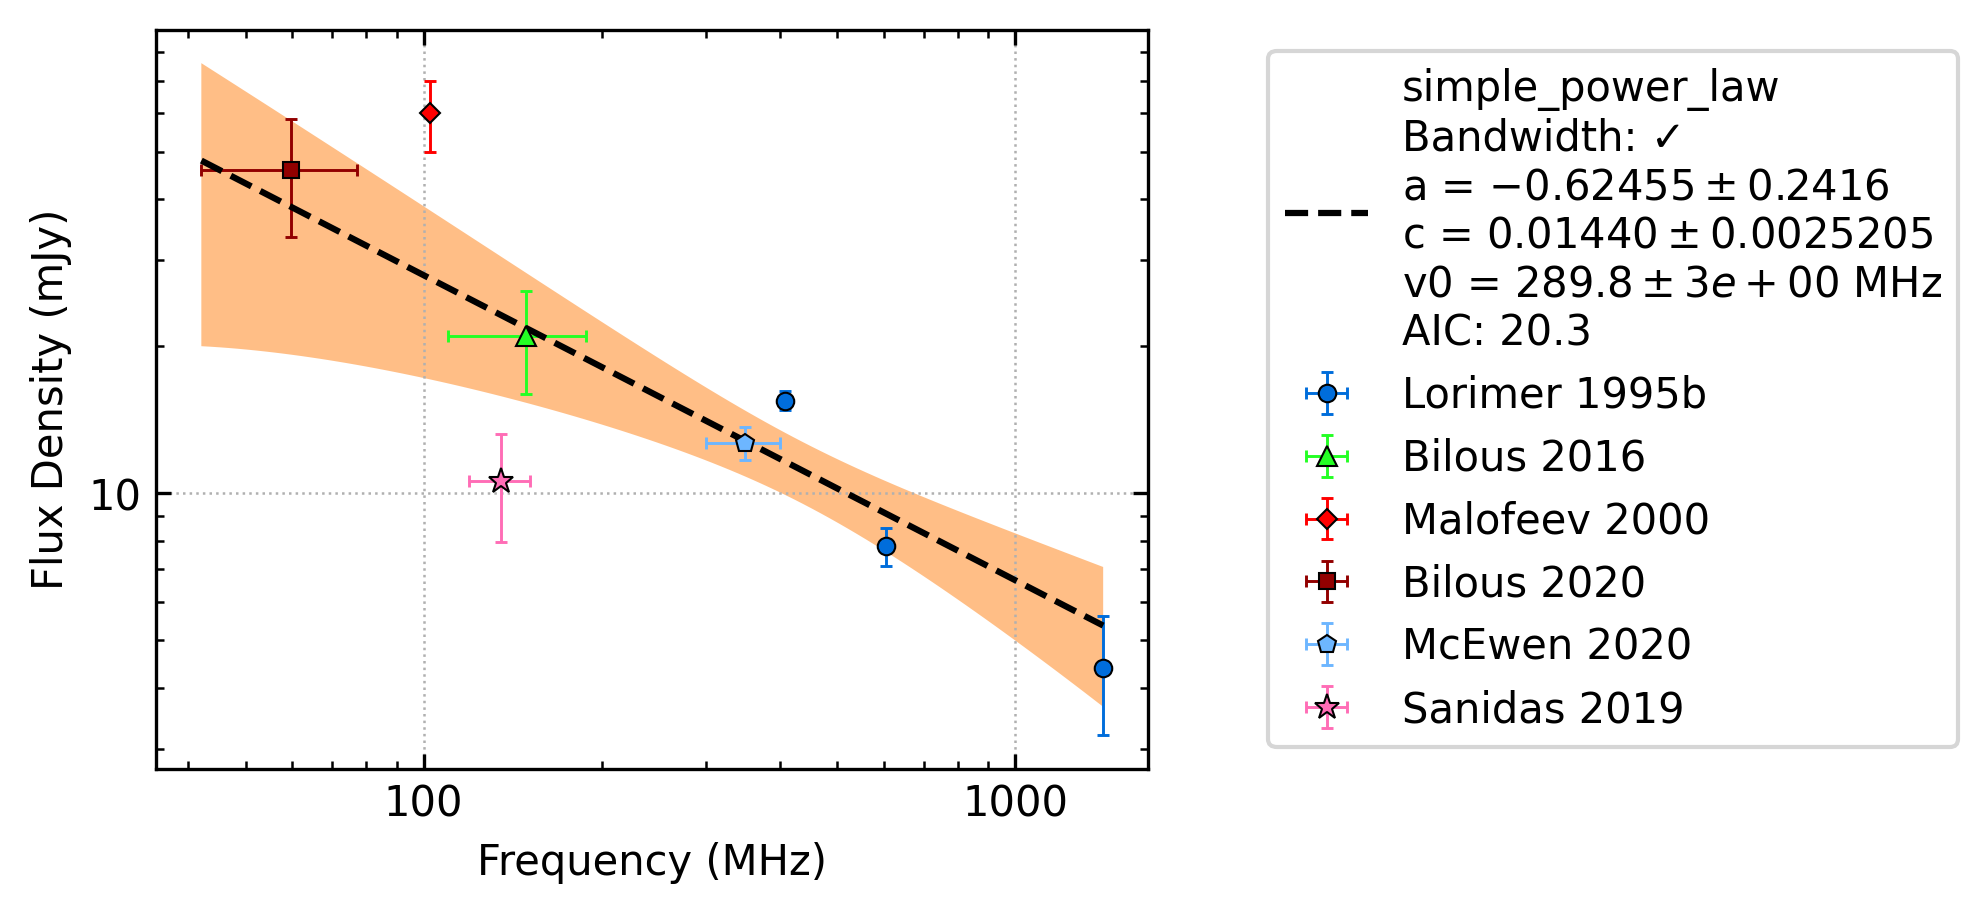 Flux Density (mJy)
10
100
1000
Frequency (MHz)
simple_power_law
Bandwidth: ✓
a = −0.62455 ± 0.2416
c = 0.01440 ± 0.0025205
v0 = 289.8 ± 3e + 00 MHz
AIC: 20.3
Lorimer 1995b
Bilous 2016
Malofeev 2000
Bilous 2020
McEwen 2020
Sanidas 2019